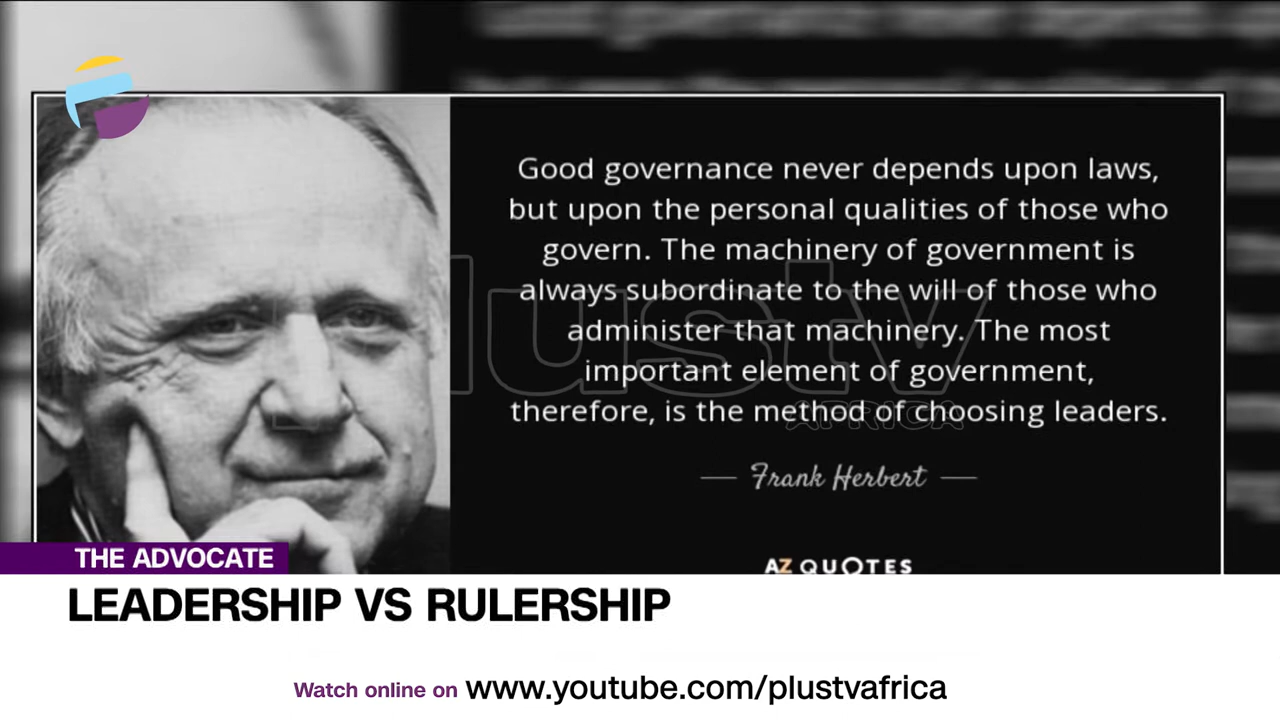 Good governance never depends upon laws,
but upon the personal qualities of those who
govern. The machinery of government is
always subordinate to the will of those who
administer that machinery. The most
important element of government,
therefore, is the method of choosing leaders.
Frank Herbert
AZ QUOTES
plustv
AFRICA
THE ADVOCATE
LEADERSHIP VS RULERSHIP
Watch online on www.youtube.com/plustvafrica